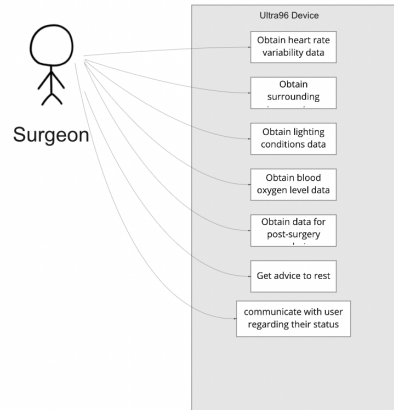 Ultra96 Device
Obtain heart rate
variability data
Obtain
surrounding
Surgeon
Obtain lighting
conditions data
Obtain blood
oxygen level data
Obtain data for
post-surgery
Get advice to rest
communicate with user
regarding their status